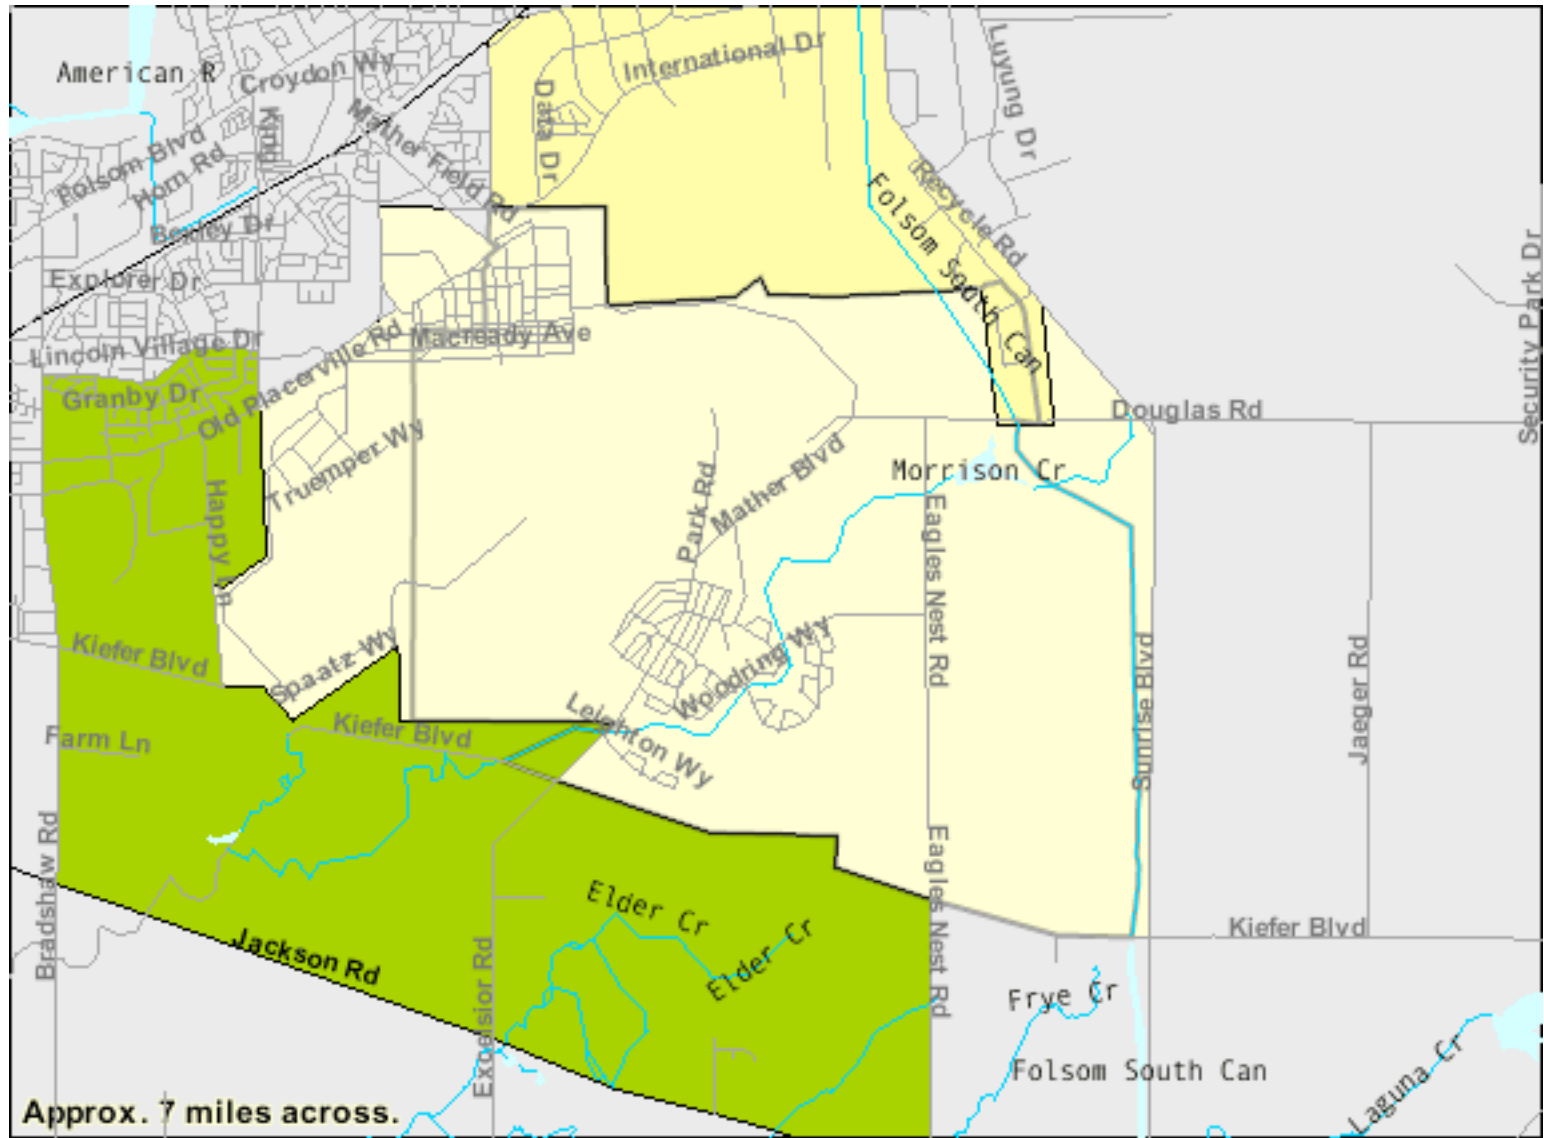 International Dr
Luyung Dr
American R
Croydon Wy
Data Dr
Mather Field Rd
Folsom Blvd
Horn Rd
Recycle Rd
Folsom South Can
Bexley Dr
Explorer Dr
Security Park Dr
Lincoln Village Dr
Macready Ave
Old Placerville Rd
Granby Dr
Douglas Rd
Truemper Wy
Morrison Cr
Mather Blvd
Park Rd
Happy Ln
Eagles Nest Rd
Kiefer Blvd
Spaatz Wy
Woodring Wy
Sunrise Blvd
Jaeger Rd
Leighton Wy
Kiefer Blvd
Farm Ln
Bradshaw Rd
Eagles Nest Rd
Elder Cr
Elder Cr
Kiefer Blvd
Jackson Rd
Excelsior Rd
Frye Cr
Folsom South Can
Laguna Cr
Approx. 7 miles across.